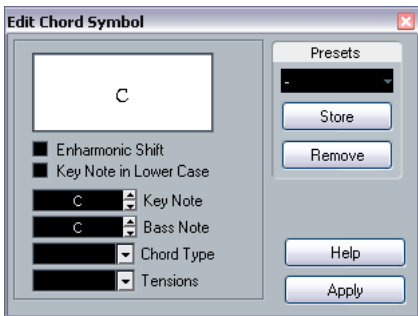 Edit Chord Symbol
C
Enharmonic Shift
Key Note in Lower Case
C Key Note
C Bass Note
Chord Type
Tensions
Presets
-
Store
Remove
Help
Apply